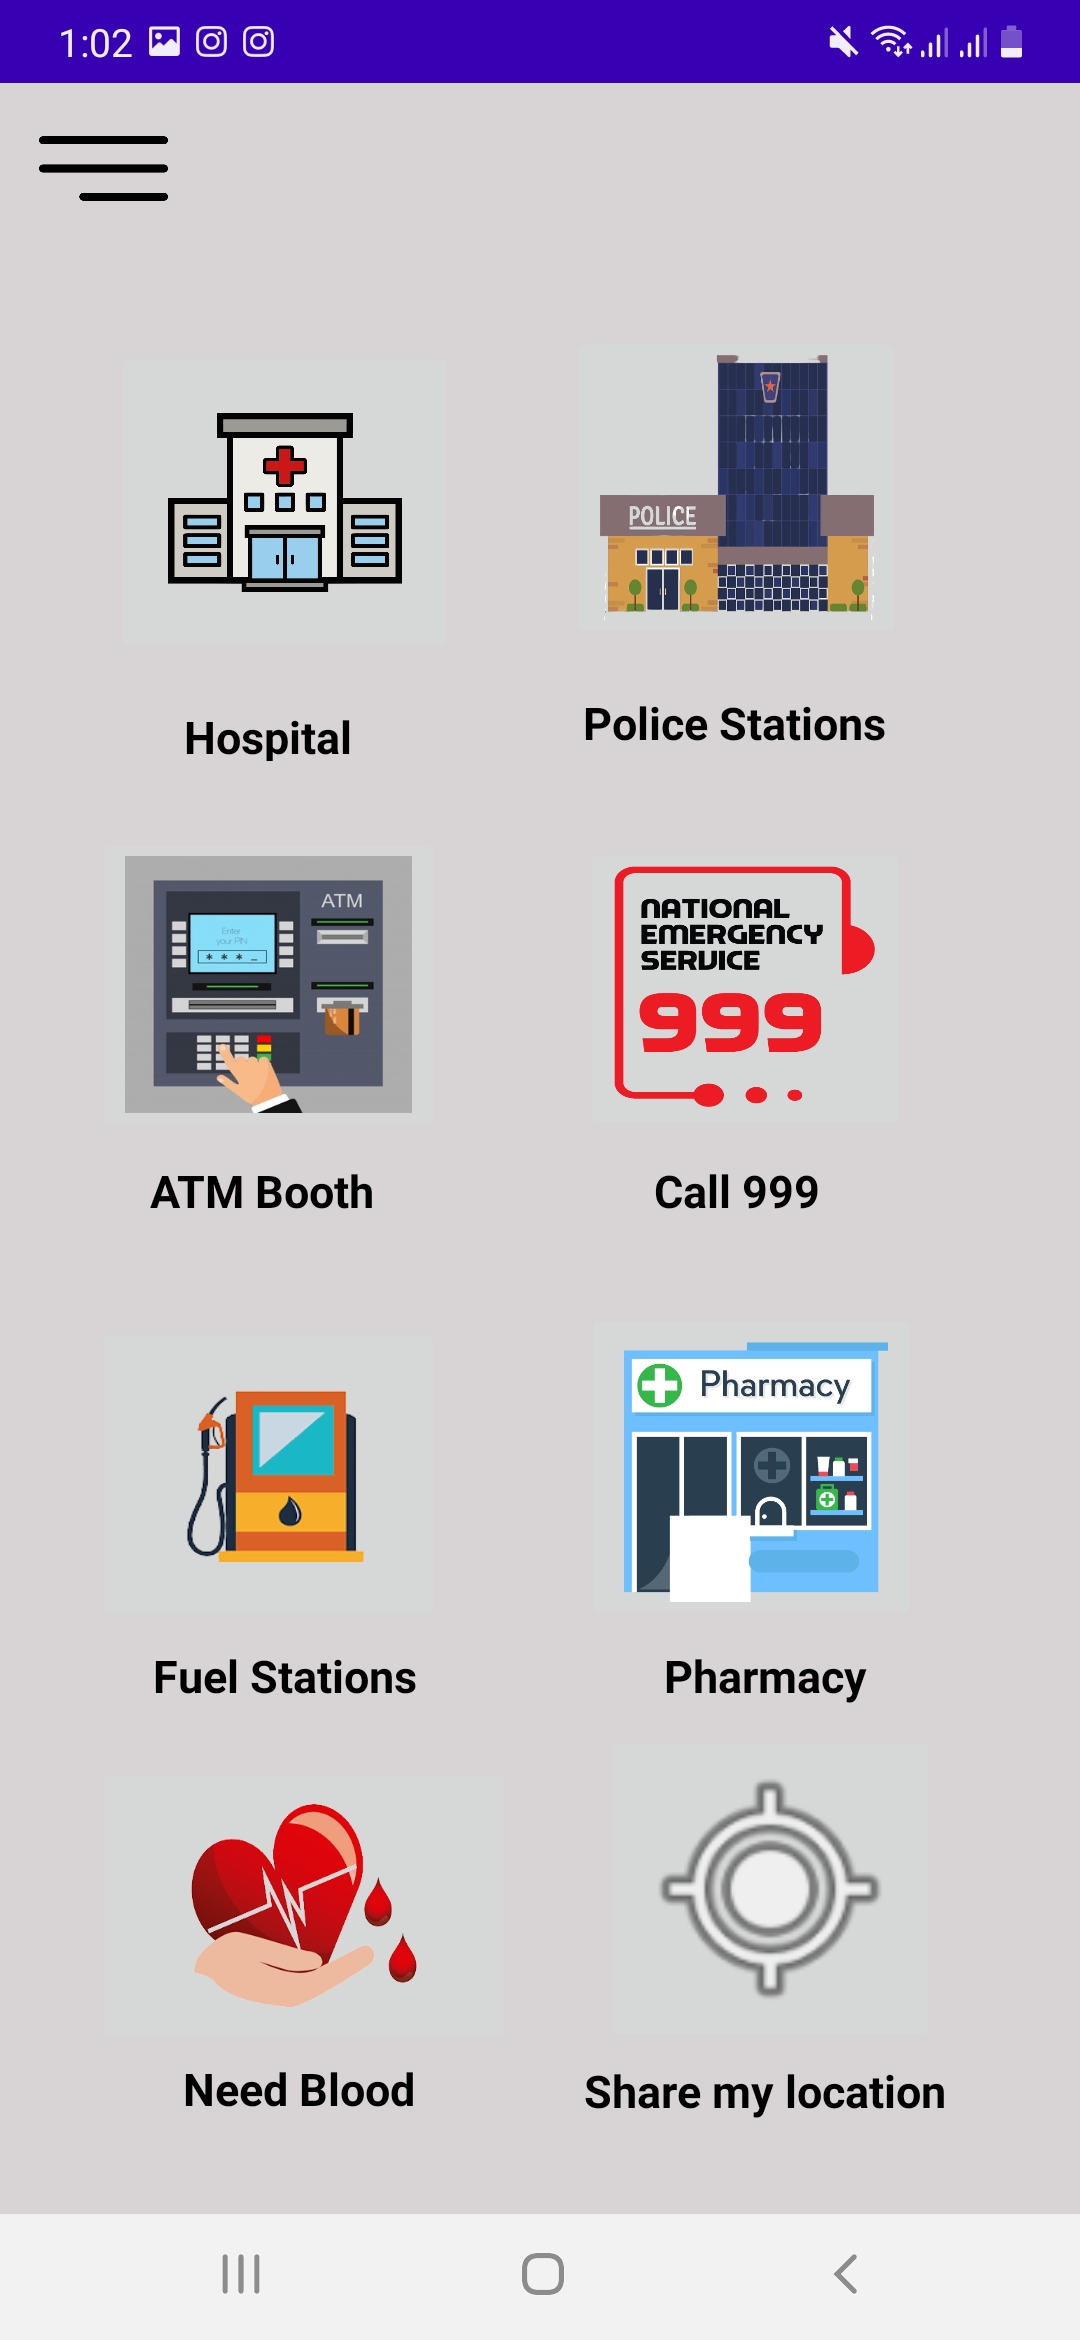 1:02
POLICE
Hospital
Police Stations
ATM
Enter
your PIN
* * * _
NATIONAL
EMERGENCY
SERVICE
999
ATM Booth
Call 999
Pharmacy
Fuel Stations
Pharmacy
Need Blood
Share my location